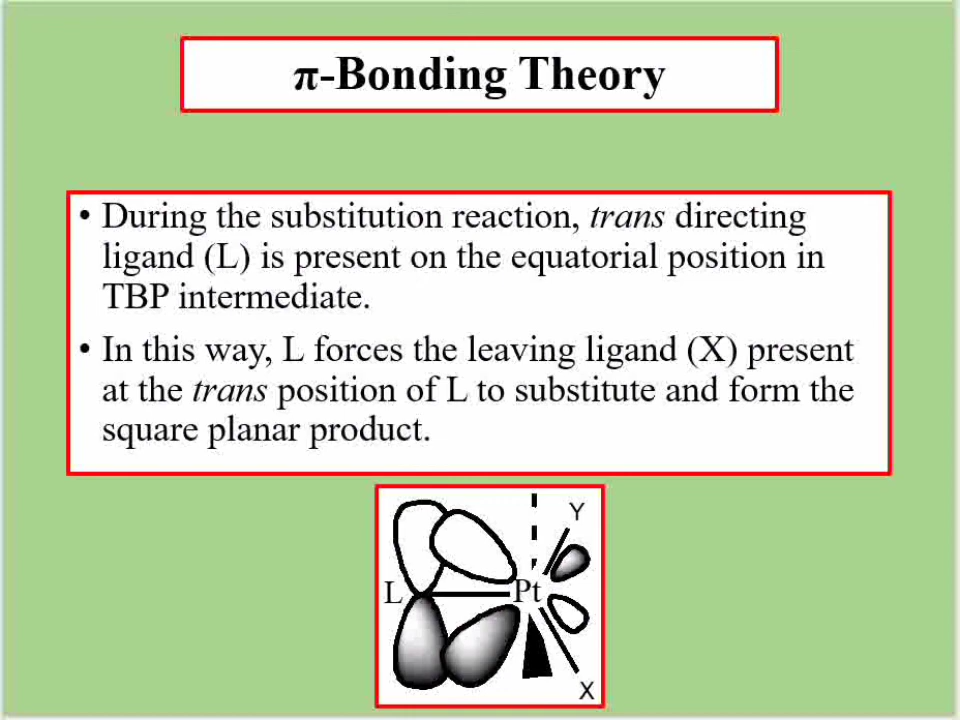 π-Bonding Theory
• During the substitution reaction, trans directing
ligand (L) is present on the equatorial position in
TBP intermediate.
• In this way, L forces the leaving ligand (X) present
at the trans position of L to substitute and form the
square planar product.
Y
L
Pt
X